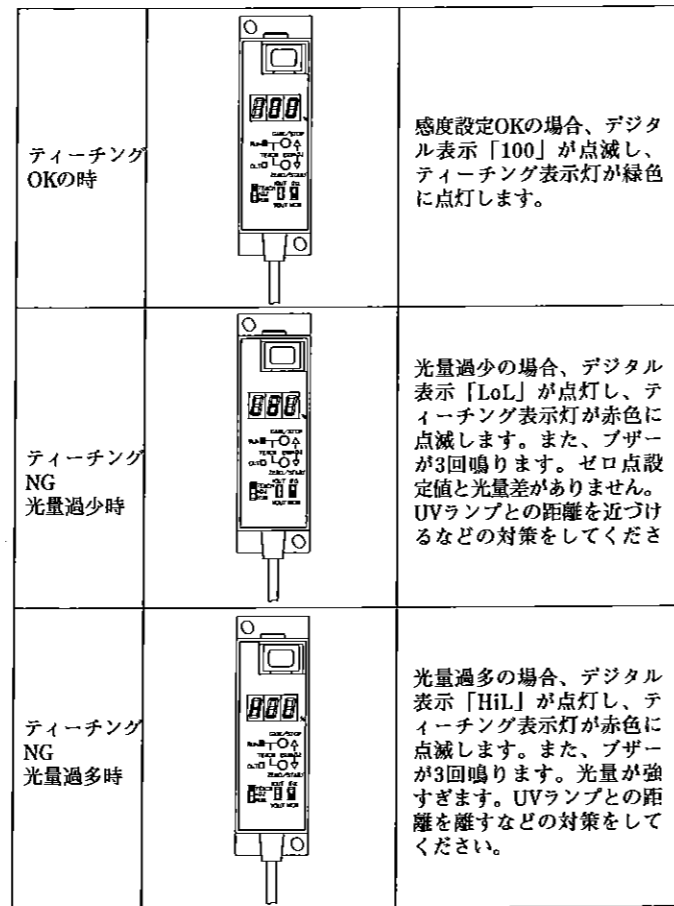 ティーチング
OKの時
感度設定OKの場合、デジタ
ル表示「100」が点滅し、
ティーチング表示灯が緑色
に点灯します。
ティーチング
NG
光量過少時
光量過少の場合、デジタル
表示「LoL」が点灯し、テ
ィーチング表示灯が赤色に
点滅します。また、ブザー
が3回鳴ります。ゼロ点設
定値と光量差がありません。
UVランプとの距離を近づけ
るなどの対策をしてくださ
ティーチング
NG
光量過多時
光量過多の場合、デジタル
表示「HiL」が点灯し、テ
ィーチング表示灯が赤色に
点滅します。また、ブザー
が3回鳴ります。光量が強
すぎます。UVランプとの距
離を離すなどの対策をして
ください。